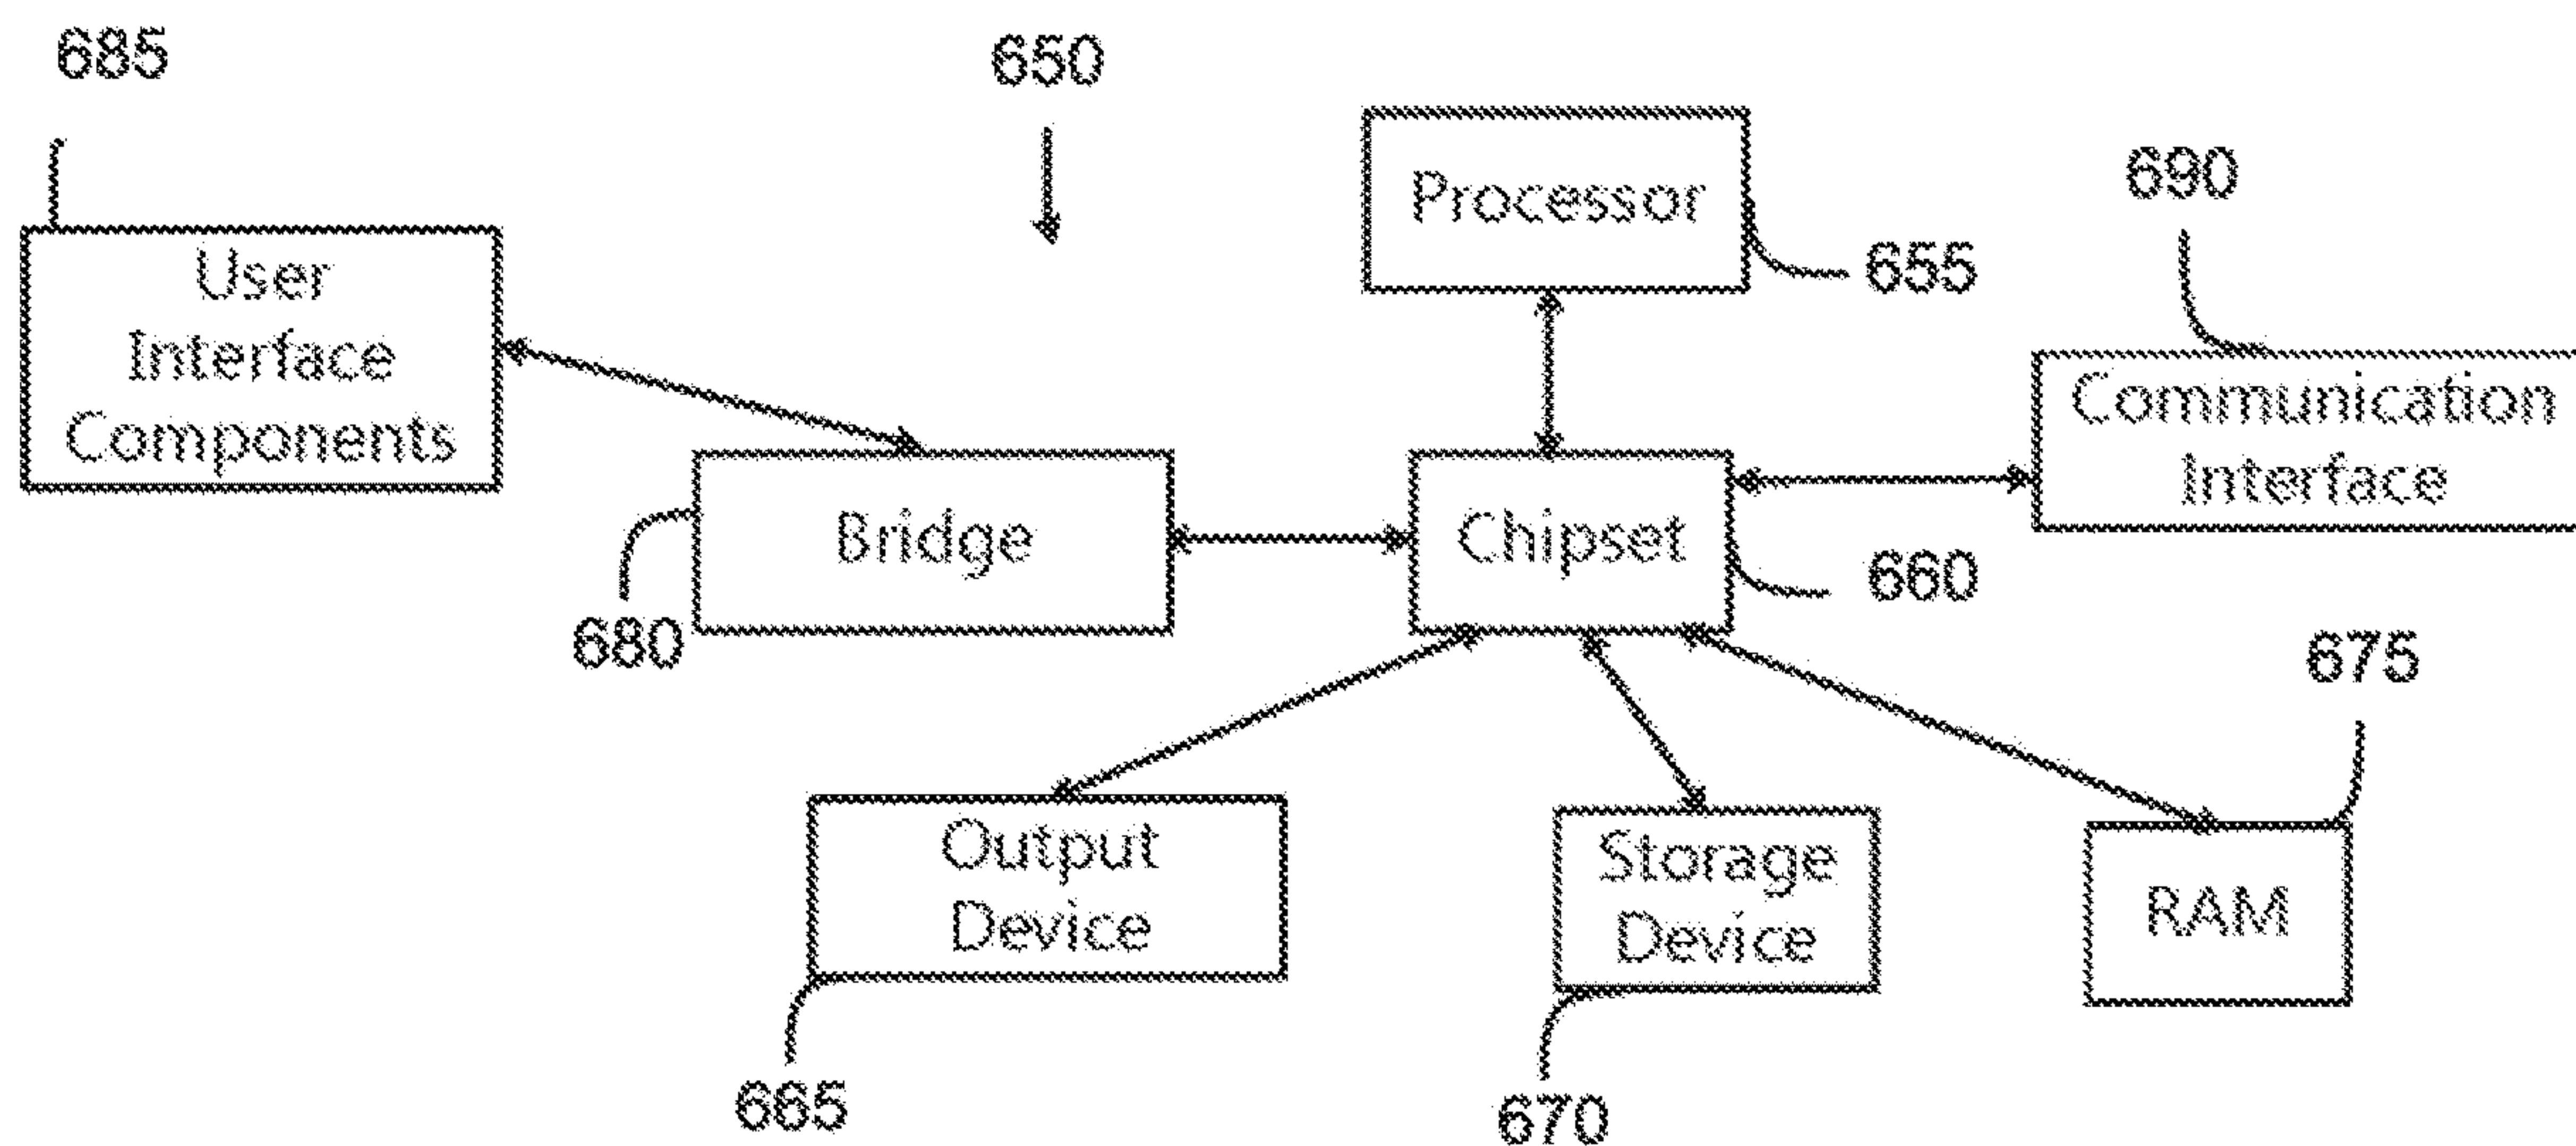 685
650
Processor
690
655
User
Interface
Components
Communication
Interface
Bridge
Chipset
660
680
675
Output
Device
Storage
Device
RAM
665
670